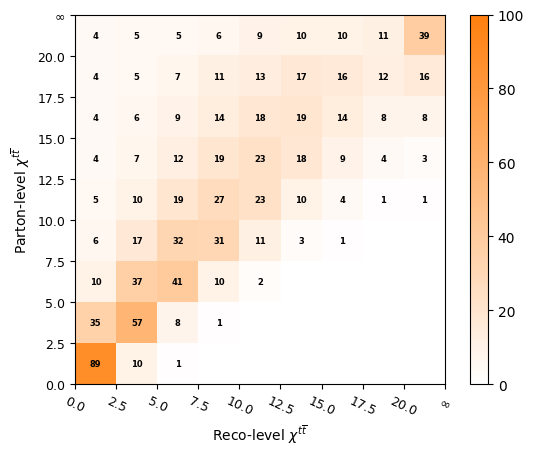 ∞
4 5 5 6 9 10 10 11 39
20.0
4 5 7 11 13 17 16 12 16
17.5
4 6 9 14 18 19 14 8 8
15.0
4 7 12 19 23 18 9 4 3
12.5
5 10 19 27 23 10 4 1 1
10.0
6 17 32 31 11 3 1
7.5
10 37 41 10 2
5.0
35 57 8 1
2.5
89 10 1
0.0
0.0 2.5 5.0 7.5 10.0 12.5 15.0 17.5 20.0 ∞
Reco-level χ^{tt̅}
Parton-level χ^{tt̅}
100
80
60
40
20
0